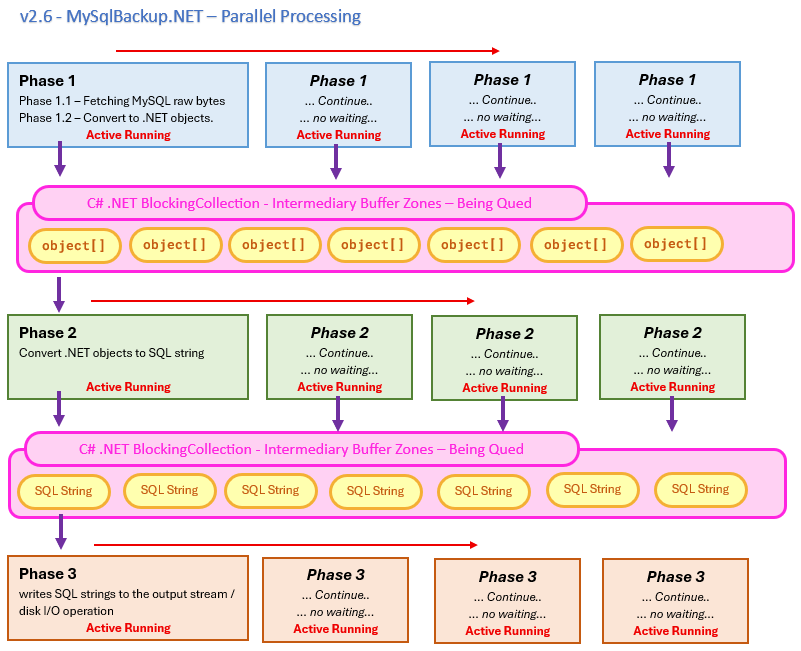 v2.6 - MySqlBackup.NET – Parallel Processing
Phase 1
Phase 1.1 – Fetching MySQL raw bytes
Phase 1.2 – Convert to .NET objects.
Active Running
Phase 1
... Continue..
... no waiting...
Active Running
Phase 1
... Continue..
... no waiting...
Active Running
Phase 1
... Continue..
... no waiting...
Active Running
C# .NET BlockingCollection - Intermediary Buffer Zones – Being Qued
object[]
object[]
object[]
object[]
object[]
object[]
object[]
Phase 2
Convert .NET objects to SQL string
Active Running
Phase 2
... Continue..
... no waiting...
Active Running
Phase 2
... Continue..
... no waiting...
Active Running
Phase 2
... Continue..
... no waiting...
Active Running
C# .NET BlockingCollection - Intermediary Buffer Zones – Being Qued
SQL String
SQL String
SQL String
SQL String
SQL String
SQL String
SQL String
Phase 3
writes SQL strings to the output stream /
disk I/O operation
Active Running
Phase 3
... Continue..
... no waiting...
Active Running
Phase 3
... Continue..
... no waiting...
Active Running
Phase 3
... Continue..
... no waiting...
Active Running